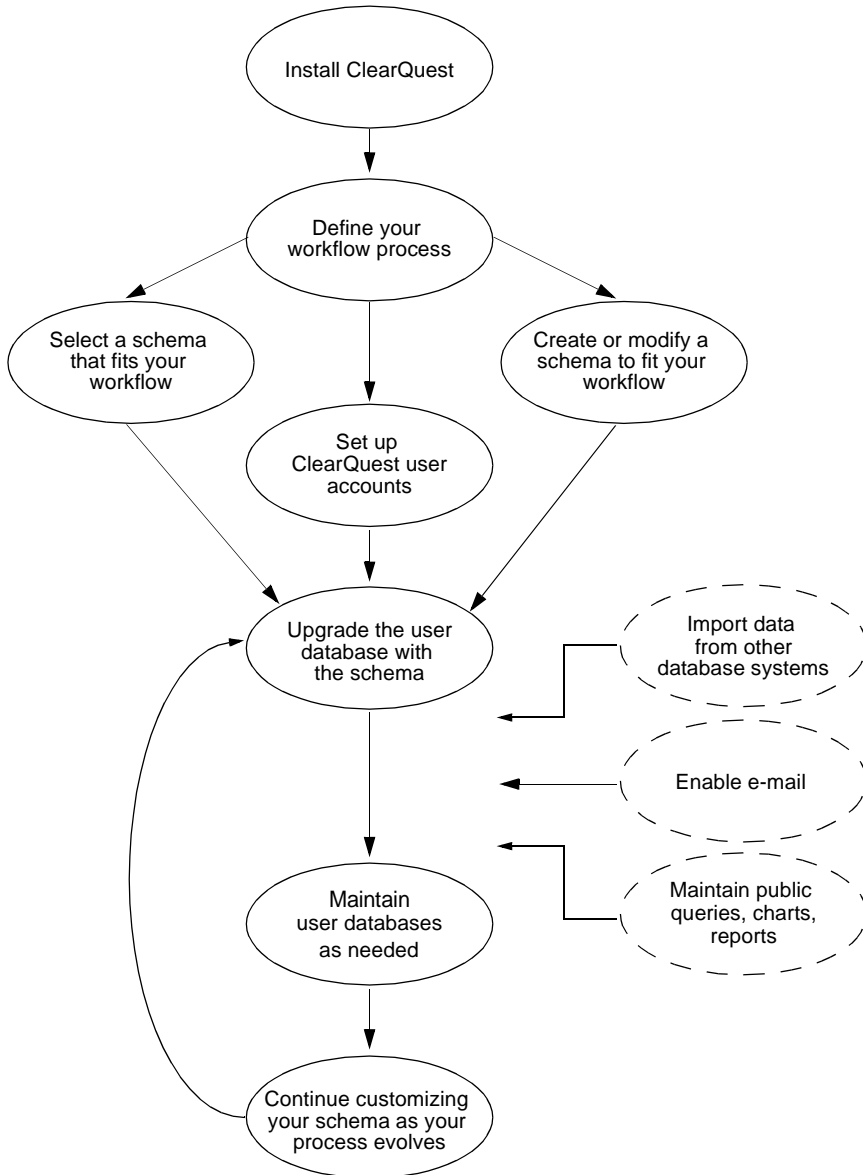 Install ClearQuest
Define your
workflow process
Select a schema
that fits your
workflow
Create or modify a
schema to fit your
workflow
Set up
ClearQuest user
accounts
Upgrade the user
database with
the schema
Import data
from other
database systems
Enable e-mail
Maintain public
queries, charts,
reports
Maintain
user databases
as needed
Continue customizing
your schema as your
process evolves